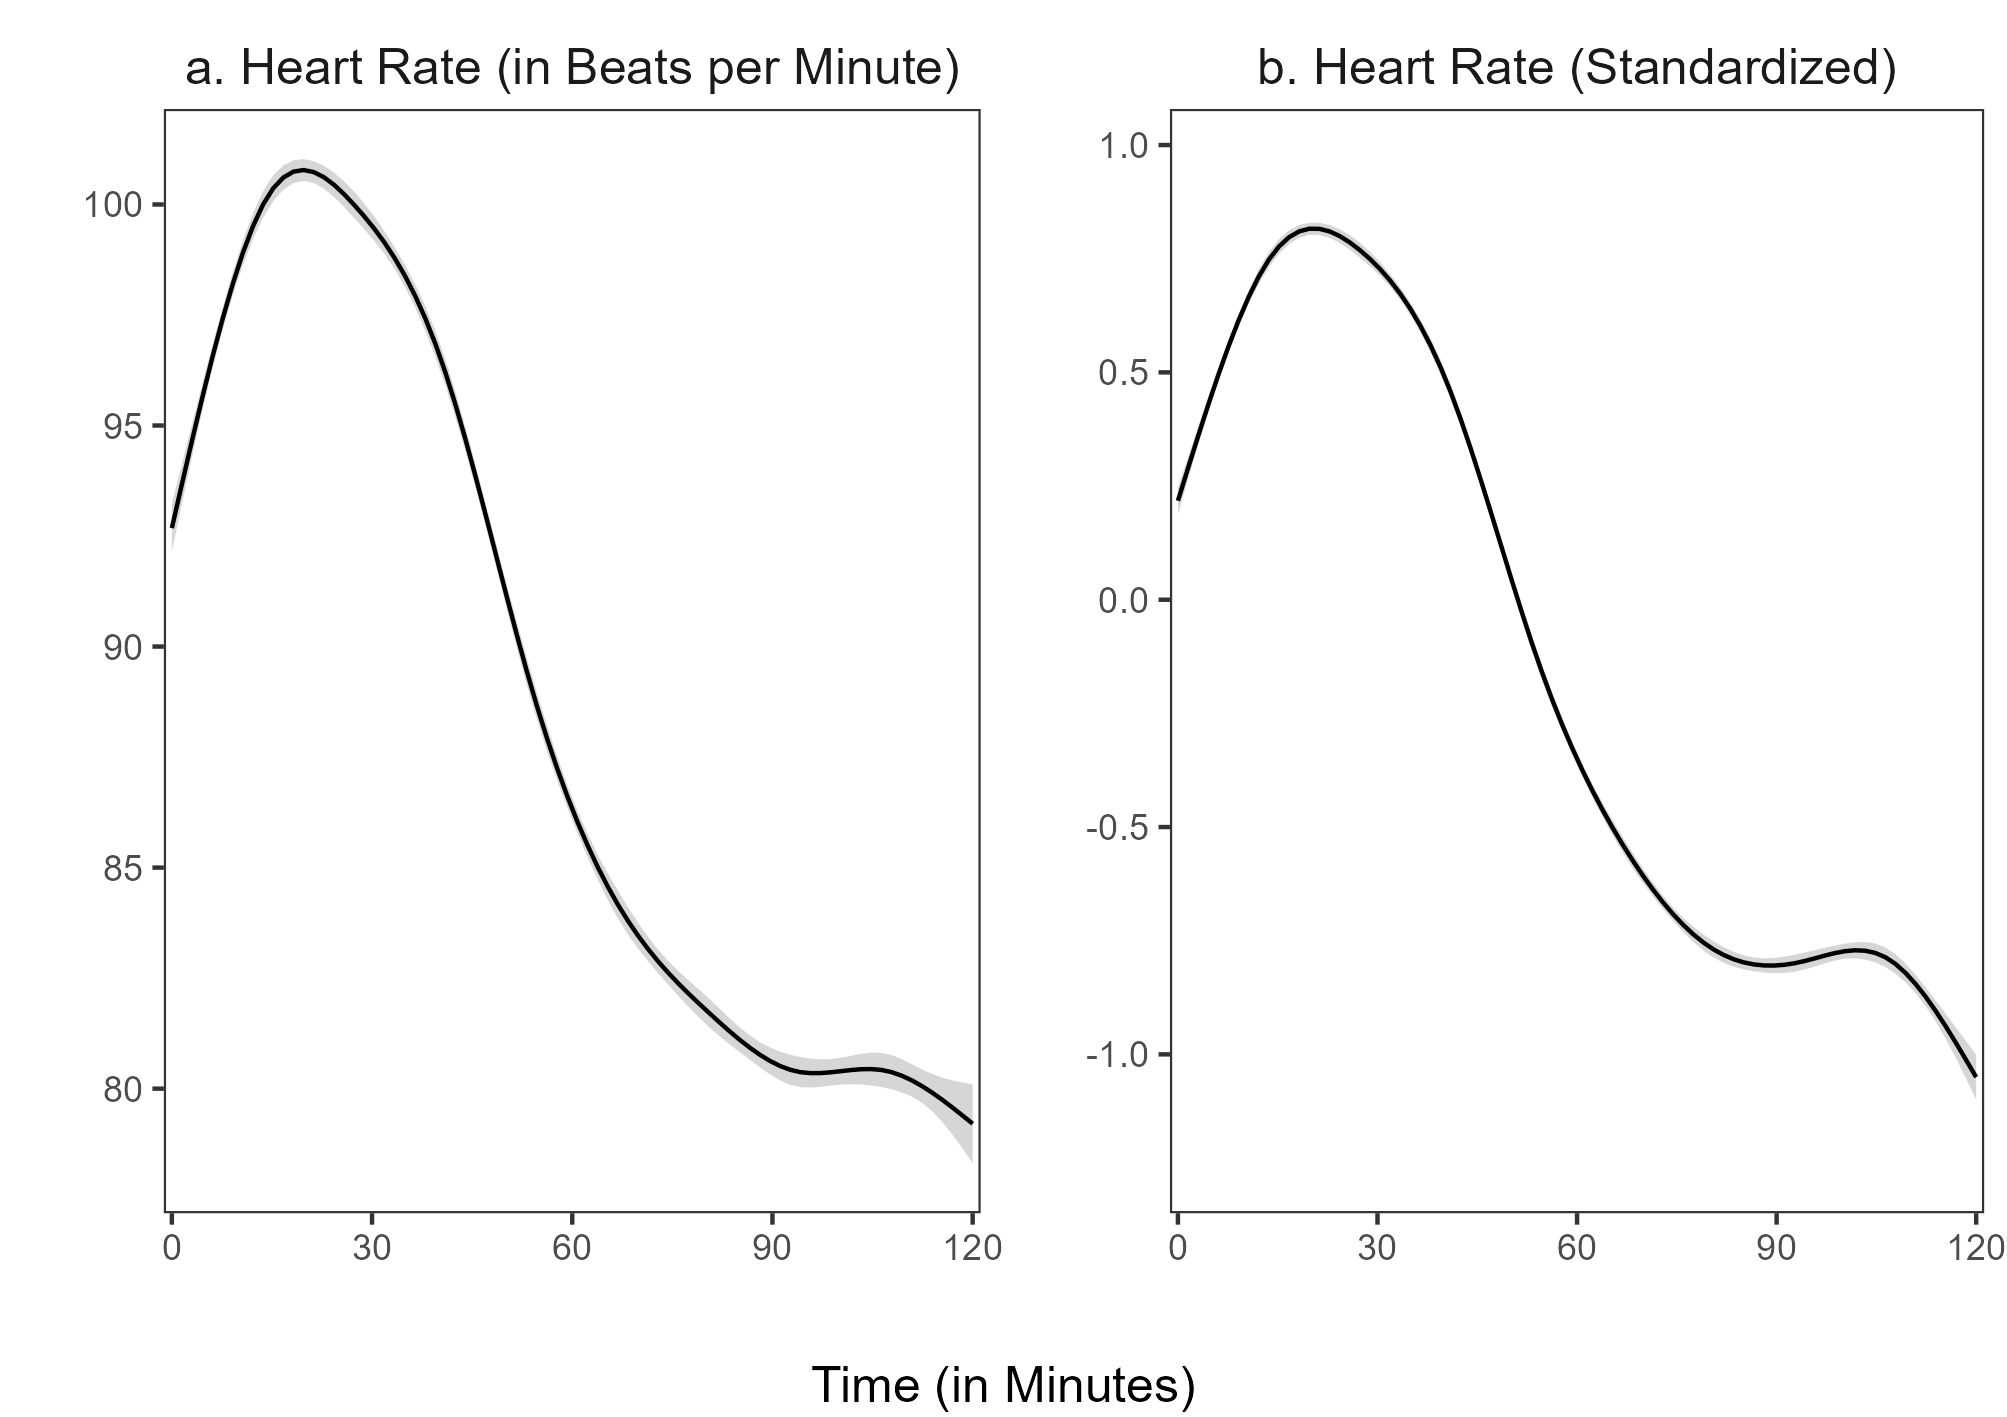 a. Heart Rate (in Beats per Minute)
100
95
90
85
80
0 30 60 90 120
b. Heart Rate (Standardized)
1.0
0.5
0.0
-0.5
-1.0
0 30 60 90 120
Time (in Minutes)